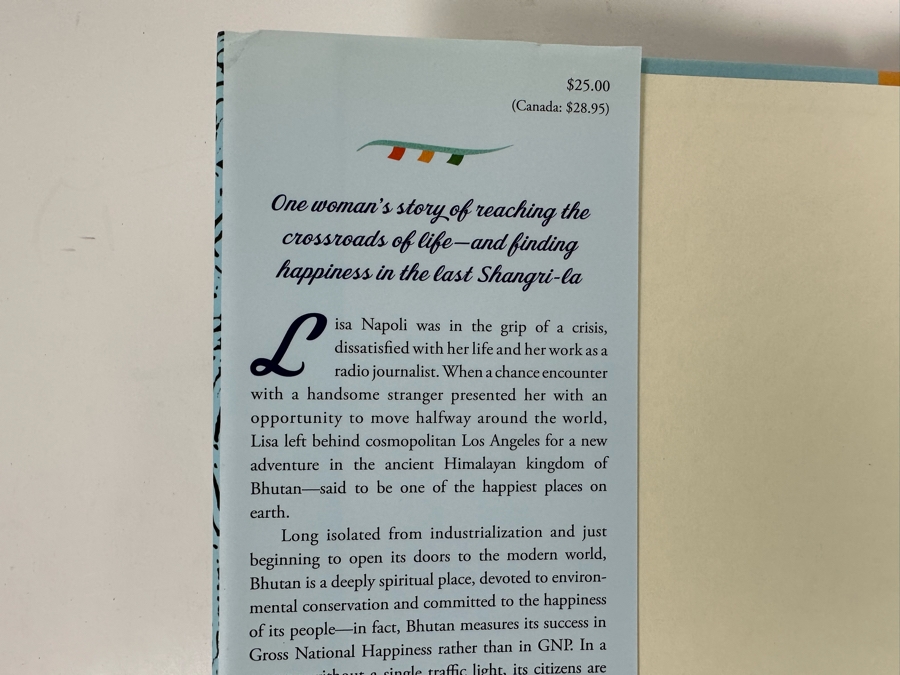 $25.00
(Canada: $28.95)
One woman's story of reaching the
crossroads of life—and finding
happiness in the last Shangri-la
Lisa Napoli was in the grip of a crisis,
dissatisfied with her life and her work as a
radio journalist. When a chance encounter
with a handsome stranger presented her with an
opportunity to move halfway around the world,
Lisa left behind cosmopolitan Los Angeles for a new
adventure in the ancient Himalayan kingdom of
Bhutan—said to be one of the happiest places on
earth.
Long isolated from industrialization and just
beginning to open its doors to the modern world,
Bhutan is a deeply spiritual place, devoted to environ-
mental conservation and committed to the happiness
of its people—in fact, Bhutan measures its success in
Gross National Happiness rather than in GNP. In a
without a single traffic light, its citizens are